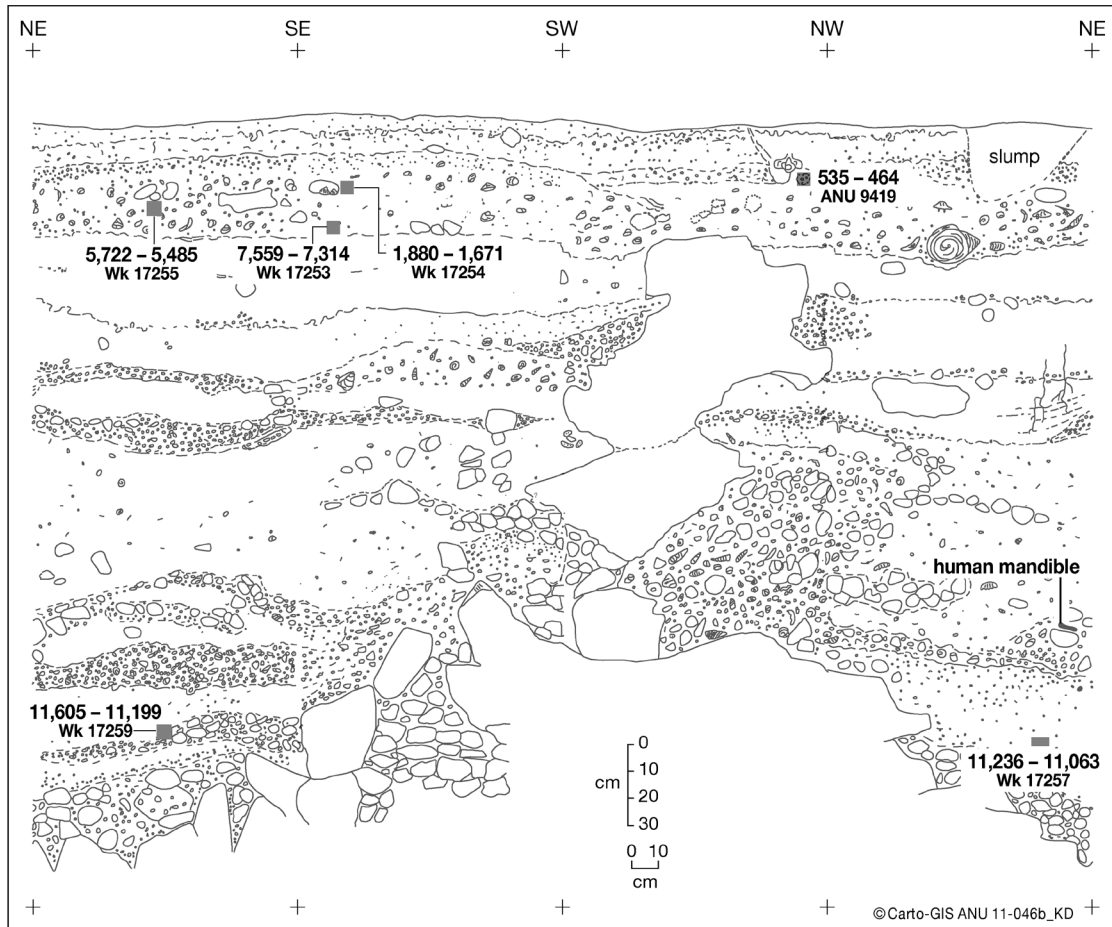 NE
SE
SW
NW
NE
slump
535 – 464
ANU 9419
5,722 – 5,485
Wk 17255
7,559 – 7,314
Wk 17253
1,880 – 1,671
Wk 17254
human mandible
11,605 – 11,199
Wk 17259
11,236 – 11,063
Wk 17257
0
10
cm
20
30
0 10
cm
©Carto-GIS ANU 11-046b_KD